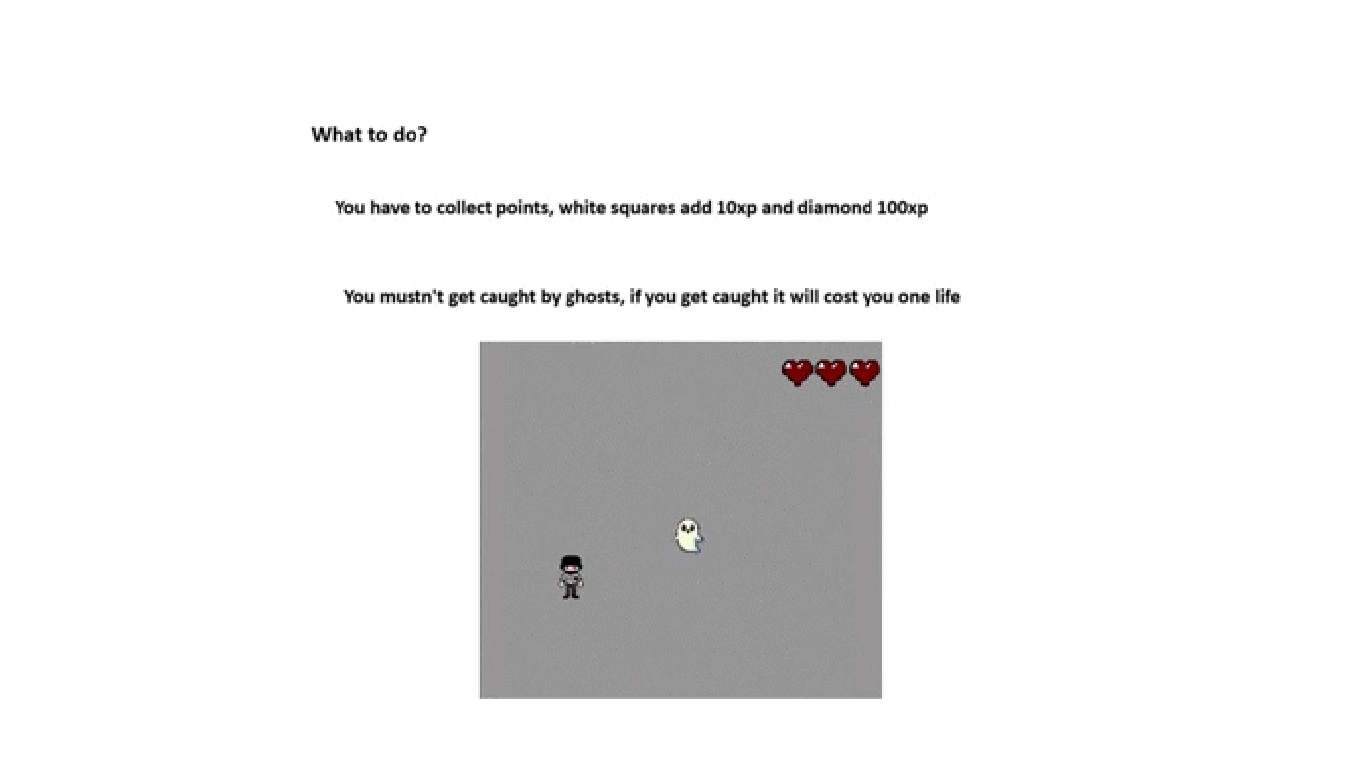 What to do?
You have to collect points, white squares add 10xp and diamond 100xp
You mustn't get caught by ghosts, if you get caught it will cost you one life